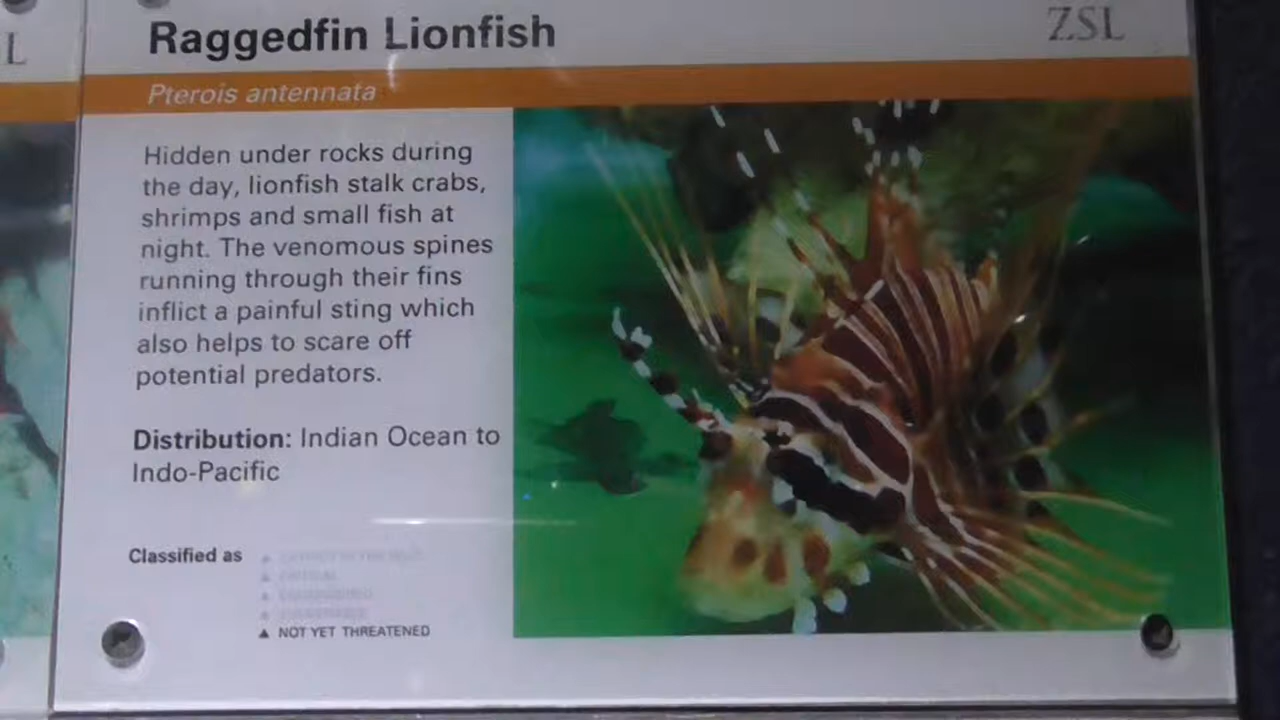 L
Raggedfin Lionfish
ZSL
Pterois antennata
Hidden under rocks during
the day, lionfish stalk crabs,
shrimps and small fish at
night. The venomous spines
running through their fins
inflict a painful sting which
also helps to scare off
potential predators.
Distribution: Indian Ocean to
Indo-Pacific
Classified as
▲ NOT YET THREATENED